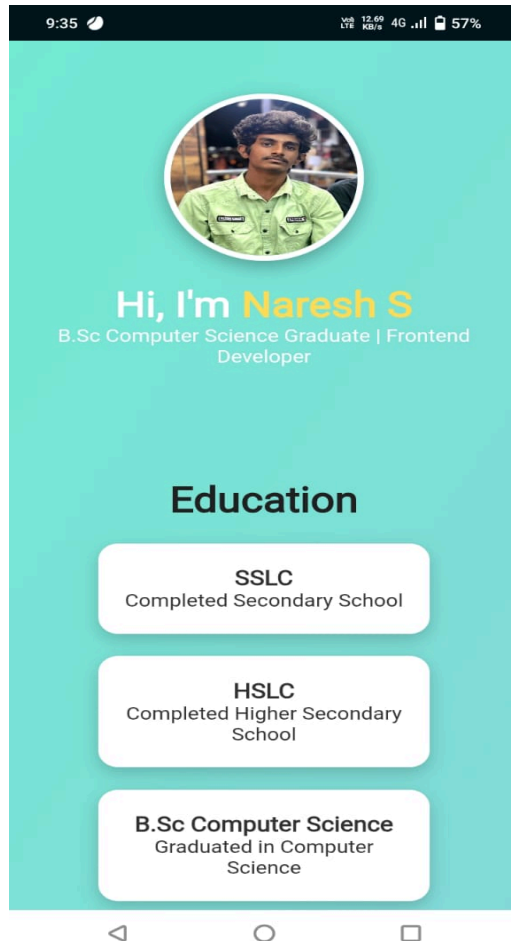 9:35
VoLTE 12.69 KB/s 4G 57%
Hi, I'm Naresh S
B.Sc Computer Science Graduate | Frontend
Developer
Education
SSLC
Completed Secondary School
HSLC
Completed Higher Secondary
School
B.Sc Computer Science
Graduated in Computer
Science